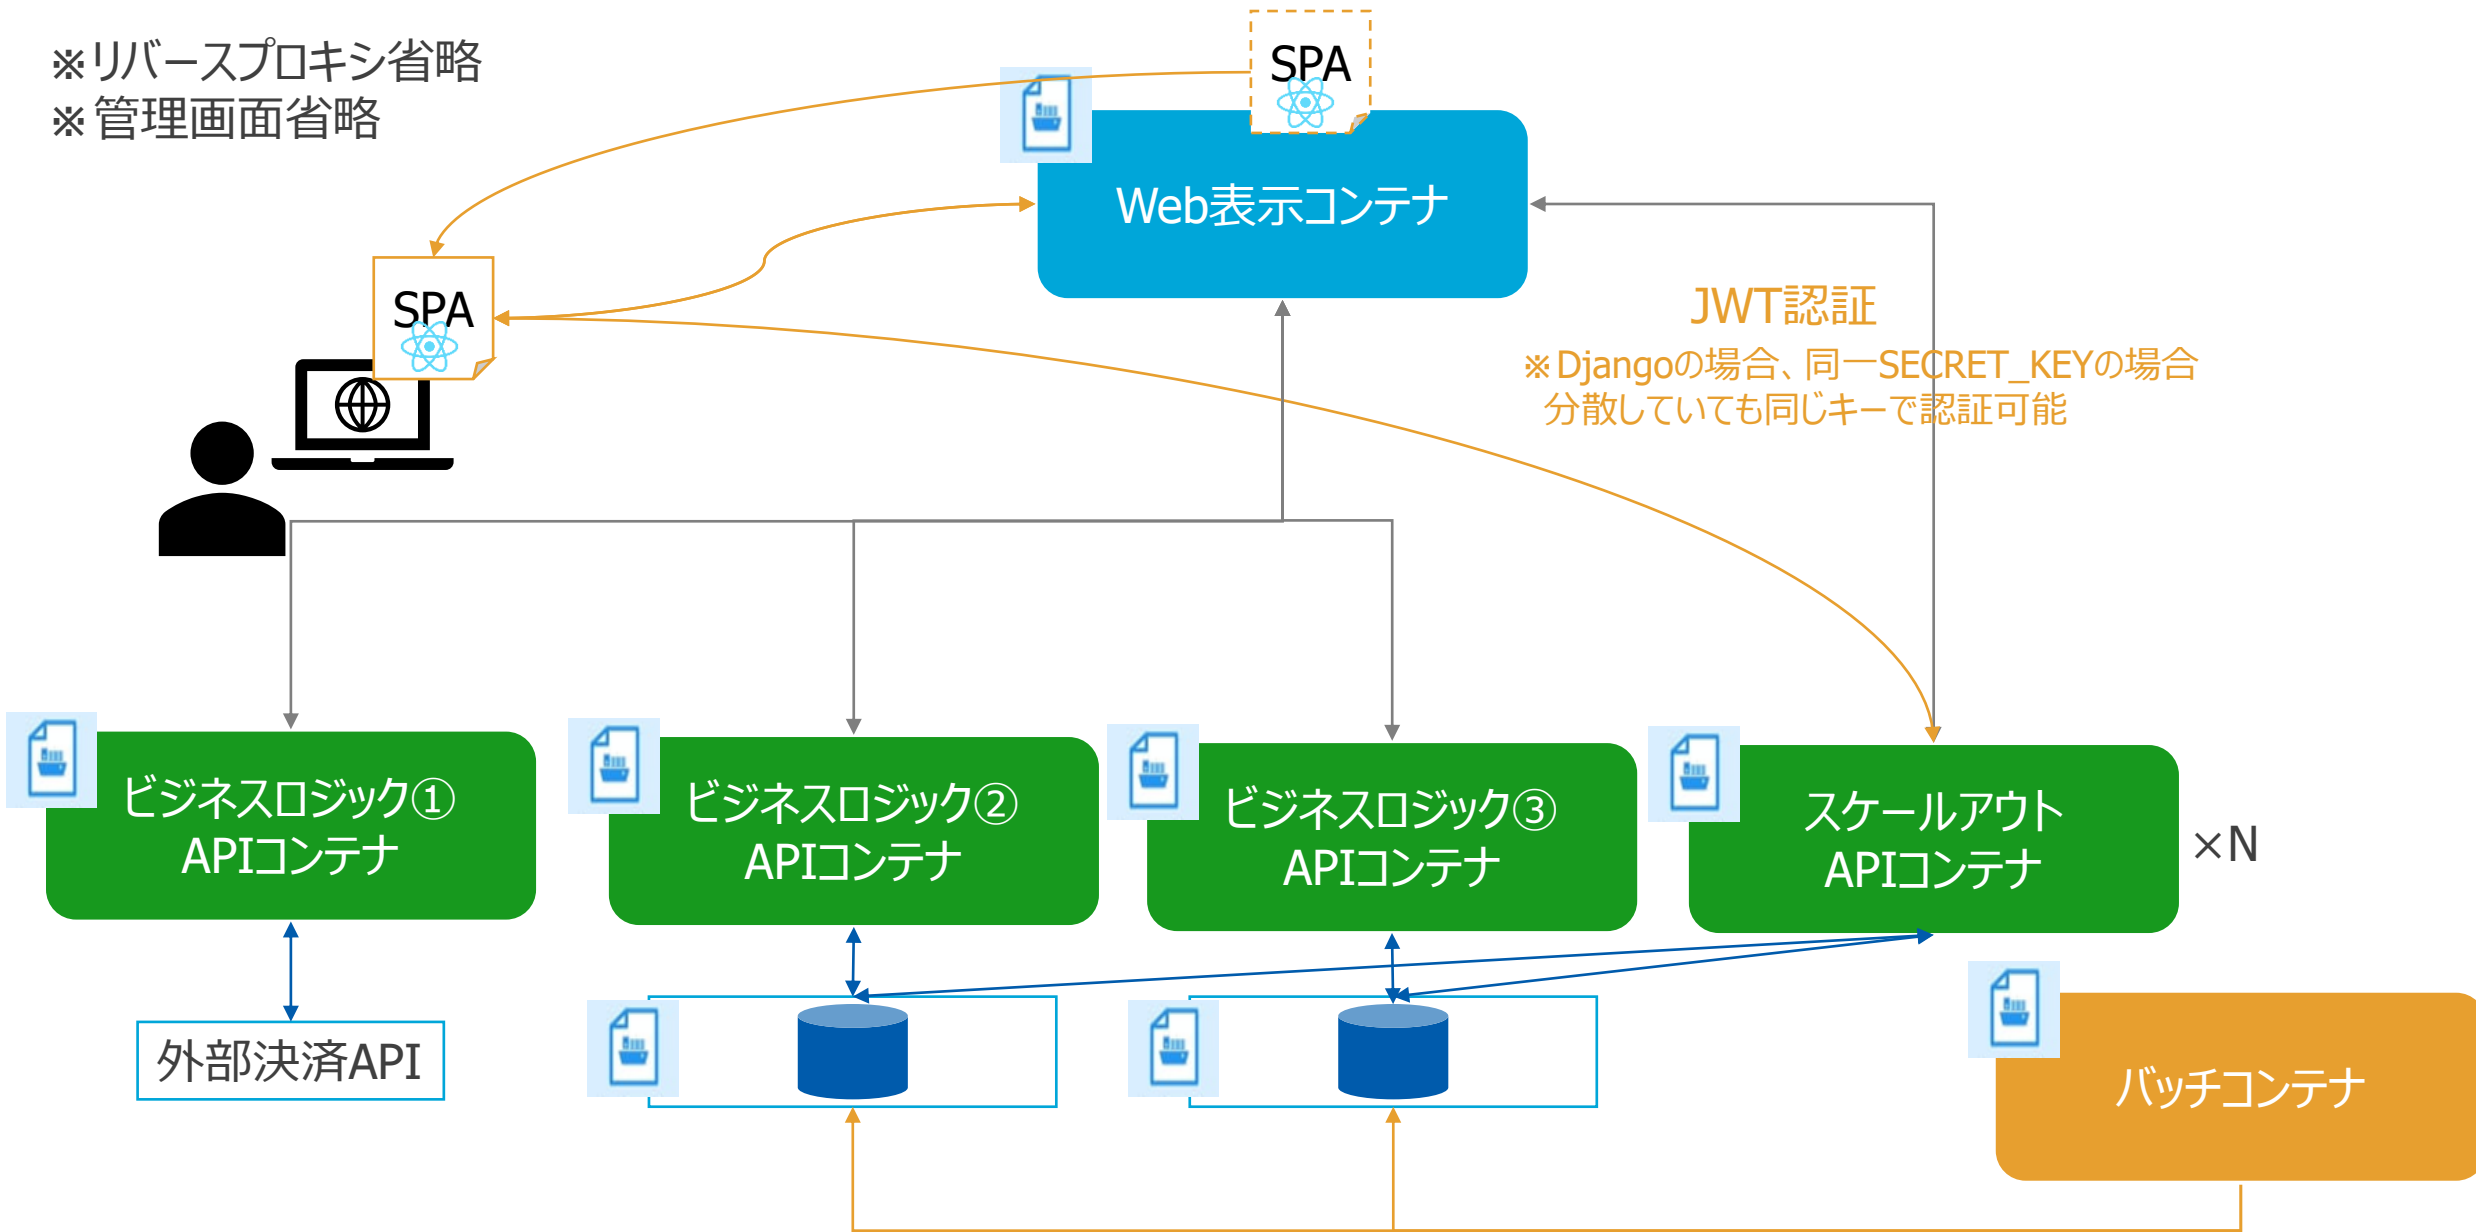 ※リバースプロキシ省略
※管理画面省略
SPA
Web表示コンテナ
SPA
JWT認証
※Djangoの場合、同一SECRET_KEYの場合
分散していても同じキーで認証可能
ビジネスロジック①
APIコンテナ
ビジネスロジック②
APIコンテナ
ビジネスロジック③
APIコンテナ
スケールアウト
APIコンテナ
×N
外部決済API
バッチコンテナ